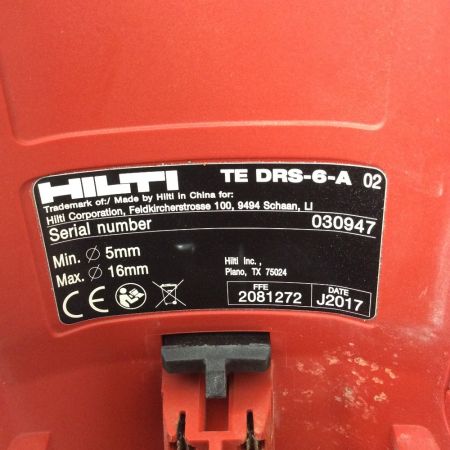 HILTI TE DRS-6-A 02
Trademark of:/ Made by Hilti in China for:
Hilti Corporation, Feldkircherstrosse 100, 9494 Schaan, LI
Serial number 030947
Min. ⌀ 5mm
Max. ⌀ 16mm
Hilti Inc.,
Plano, TX 75024
CE
FFE DATE
2081272 J2017